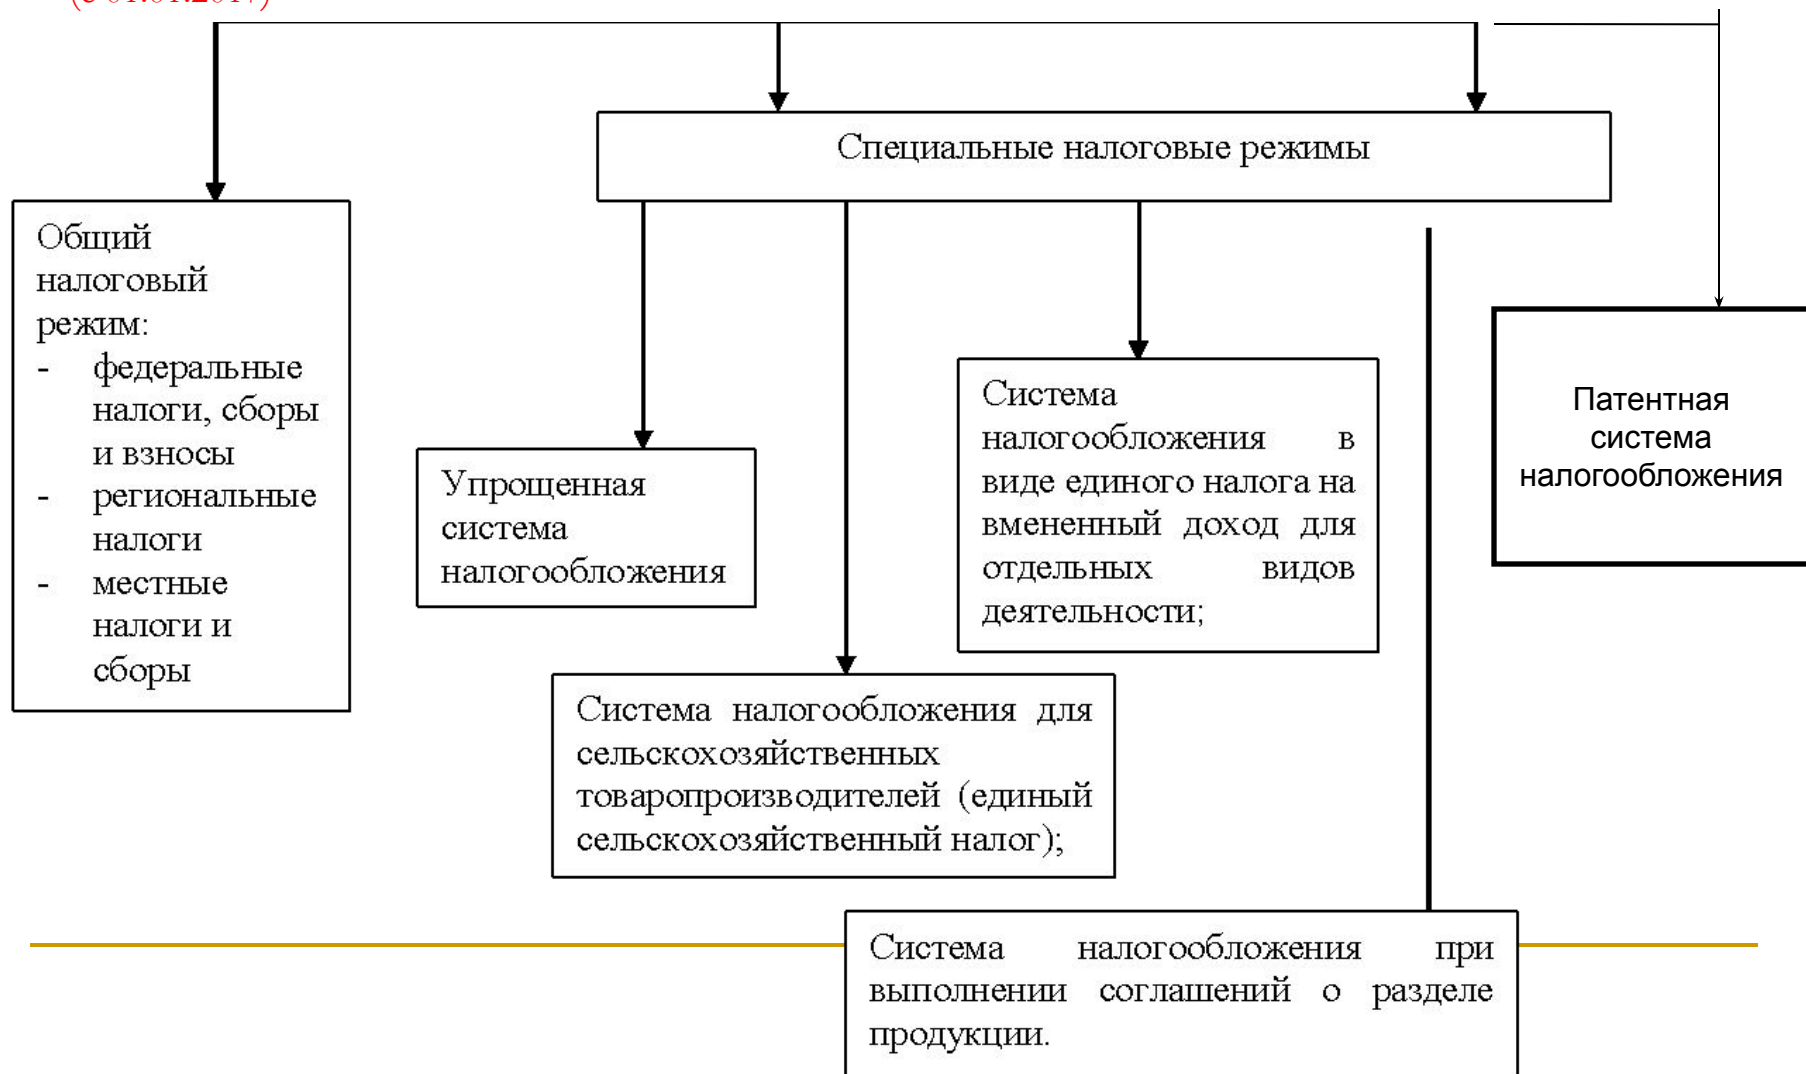 Специальные налоговые режимы
Общий
налоговый
режим:
- федеральные
налоги, сборы
и взносы
- региональные
налоги
- местные
налоги и
сборы
Упрощенная
система
налогообложения
Система
налогообложения в
виде единого налога на
вмененный доход для
отдельных видов
деятельности;
Патентная
система
налогообложения
Система налогообложения для
сельскохозяйственных
товаропроизводителей (единый
сельскохозяйственный налог);
Система налогообложения при
выполнении соглашений о разделе
продукции.